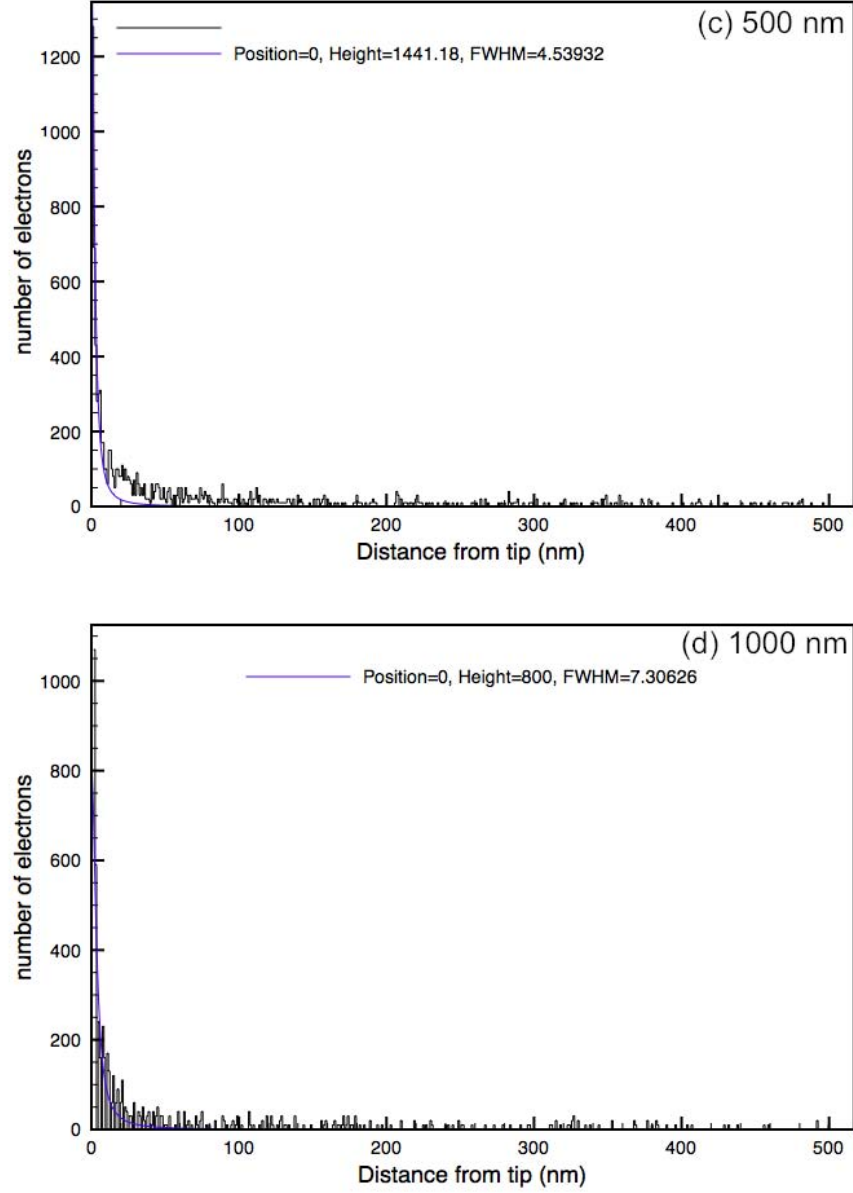 (c) 500 nm
Position=0, Height=1441.18, FWHM=4.53932
1200
1000
800
600
400
200
0
number of electrons
0 100 200 300 400 500
Distance from tip (nm)
(d) 1000 nm
Position=0, Height=800, FWHM=7.30626
1000
800
600
400
200
0
number of electrons
0 100 200 300 400 500
Distance from tip (nm)